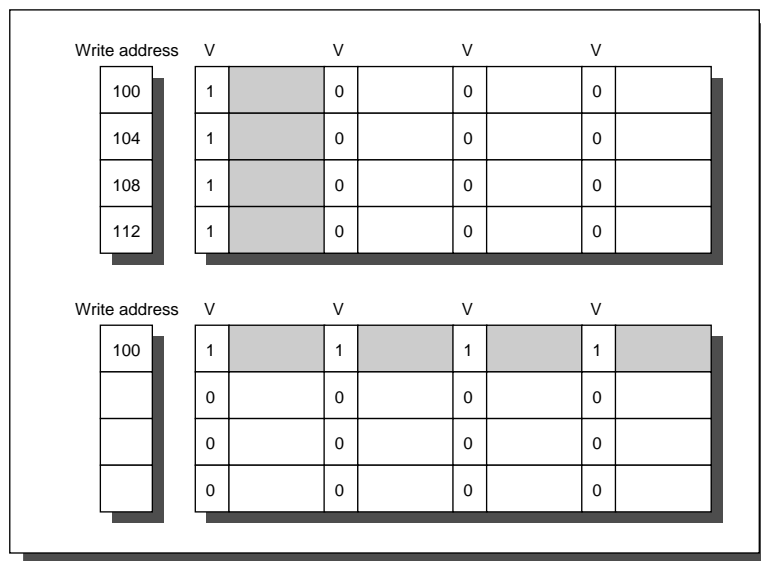 Write address V V V V
100 1 0 0 0
104 1 0 0 0
108 1 0 0 0
112 1 0 0 0
Write address V V V V
100 1 1 1 1
0 0 0 0
0 0 0 0
0 0 0 0